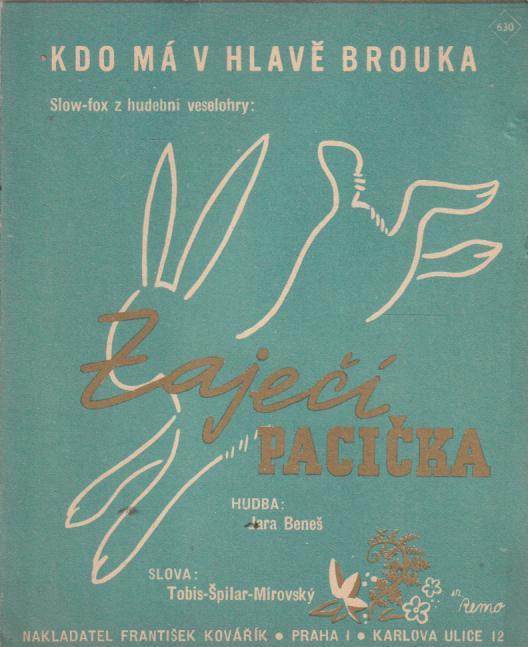 630
KDO MÁ V HLAVĚ BROUKA
Slow-fox z hudební veselohry:
Zaječí
PACIČKA
HUDBA:
Jara Beneš
SLOVA:
Tobis-Špilar-Mírovský
Remo
NAKLADATEL FRANTIŠEK KOVÁŘÍK • PRAHA I • KARLOVA ULICE 12